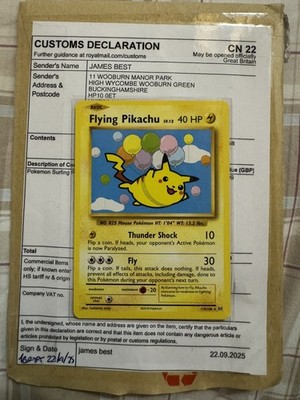 CUSTOMS DECLARATION
CN 22
Further guidance at royalmail.com/customs
May be opened officially
Great Britain
Sender's Name
JAMES BEST
Sender's
Address &
Postcode
11 WOOBURN MANOR PARK
HIGH WYCOMBE WOOBURN GREEN
BUCKINGHAMSHIRE
HP10 0ET
Contents
BASIC
Flying Pikachu LV.12 40 HP
NO. 025 Mouse Pokémon HT: 1'04" WT: 13.2 lbs.
Description of Con
Value (GBP)
Pokemon Surfing
Thunder Shock 10
Flip a coin. If heads, your opponent's Active Pokémon
is now Paralyzed.
Fly 30
Flip a coin. If tails, this attack does nothing. If heads,
prevent all effects of attacks, including damage, done to
this Pokémon during your opponent's next turn.
weakness
resistance
-20
retreat
cost
Total
Commercial items
only; if known enter
HS tariff №& origin
Company VAT no.
I, the undersigned, whose name and address are given on the item, certify that the particulars
given in this declaration are correct and that this item does not contain any dangerous article or
articles prohibited by legislation or by postal or customs regulations.
Sign & Date
james best
22.09.2025